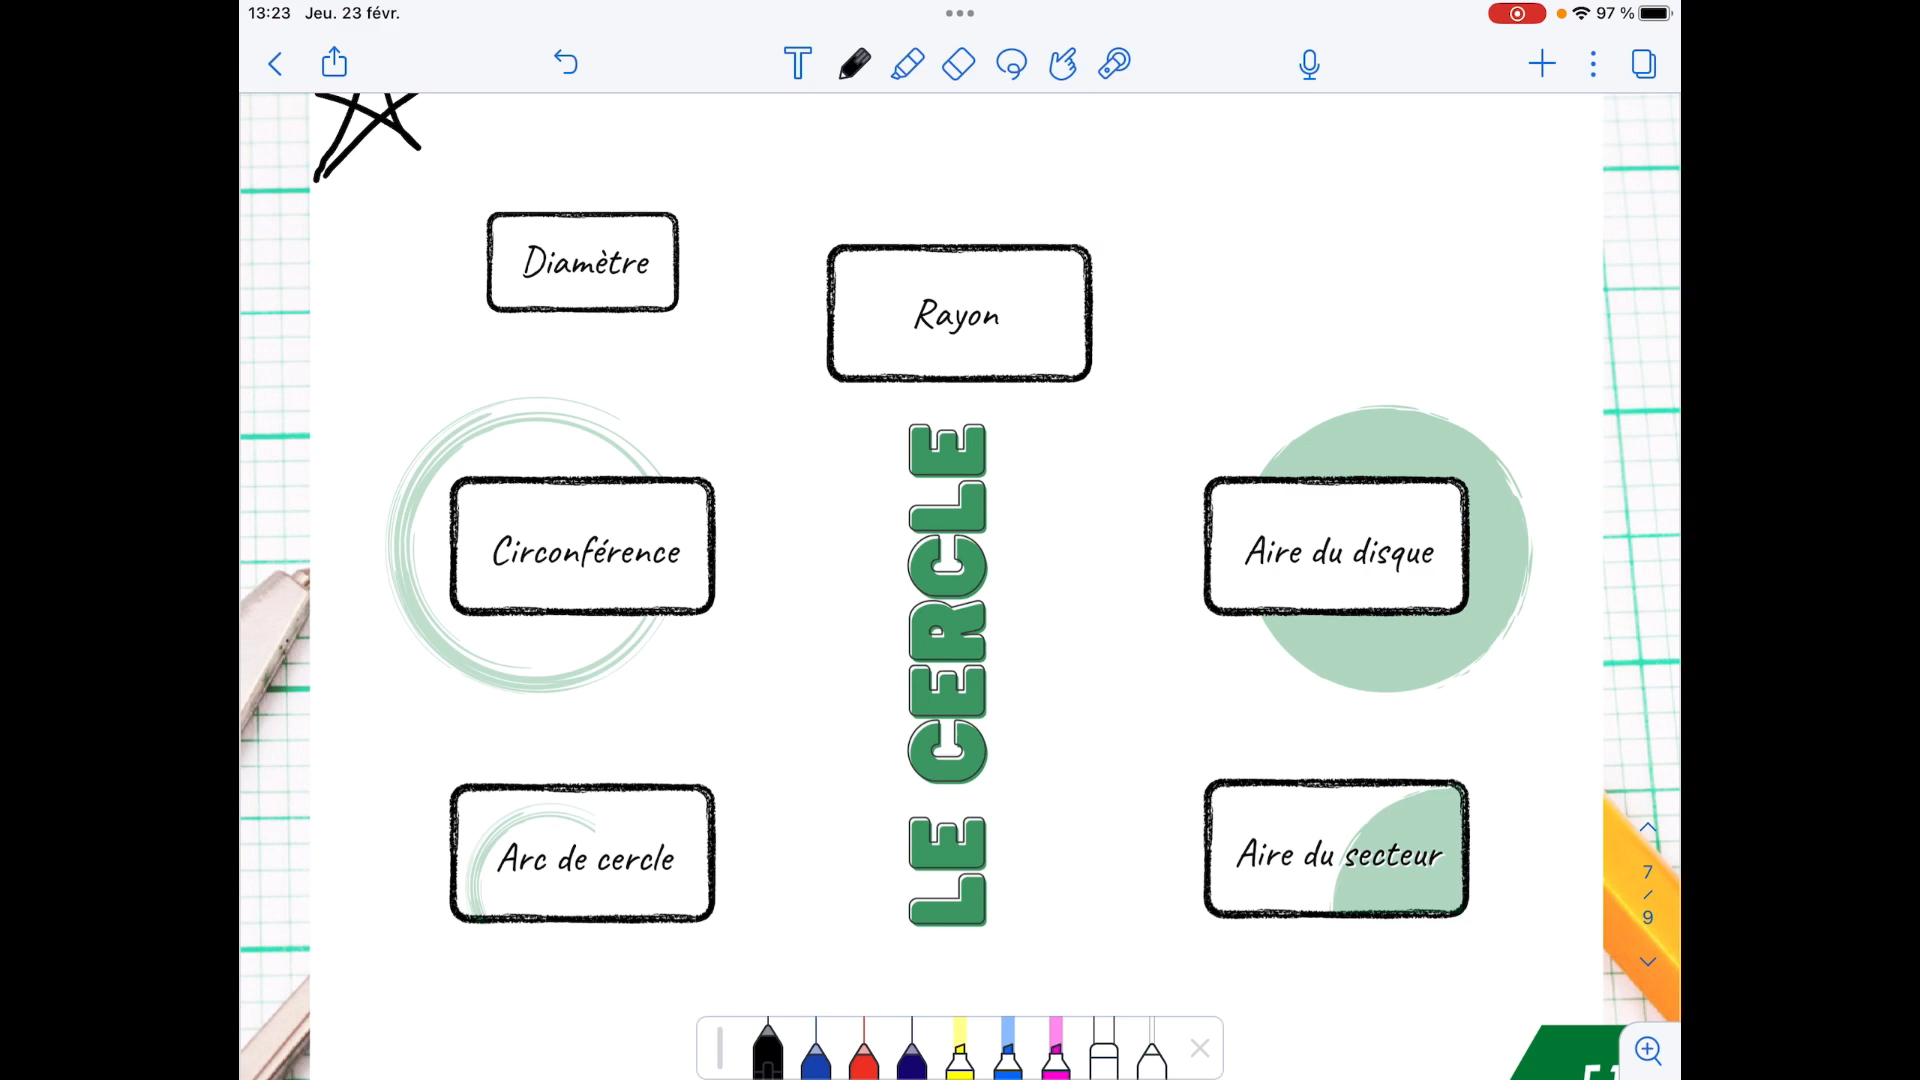 13:23 Jeu. 23 févr.
97 %
Diamètre
Rayon
LE CERCLE
Circonférence
Aire du disque
Arc de cercle
Aire du secteur
7
/
9